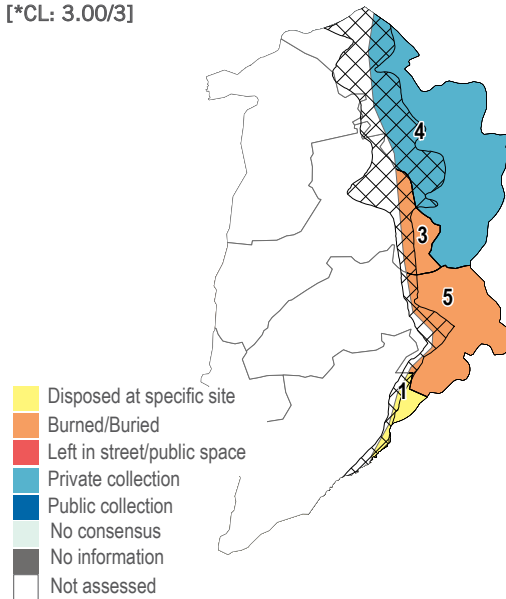 [*CL: 3.00/3]
4
3
5
1
Disposed at specific site
Burned/Buried
Left in street/public space
Private collection
Public collection
No consensus
No information
Not assessed